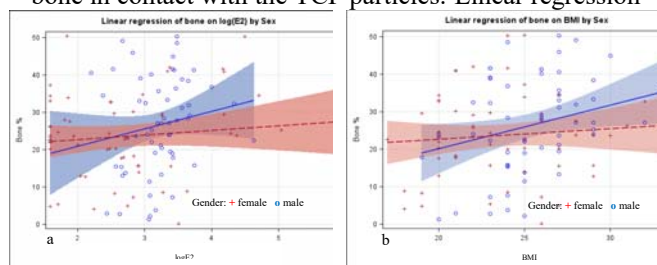 bone in contact with the TCP particles. Linear regression
Linear regression of bone on log(E2) by Sex
50
40
30
20
10
0
Bone %
Gender: + female o male
a
2
3
4
5
logE2
Linear regression of bone on BMI by Sex
50
40
30
20
10
0
Bone %
Gender: + female o male
b
20
25
30
BMI